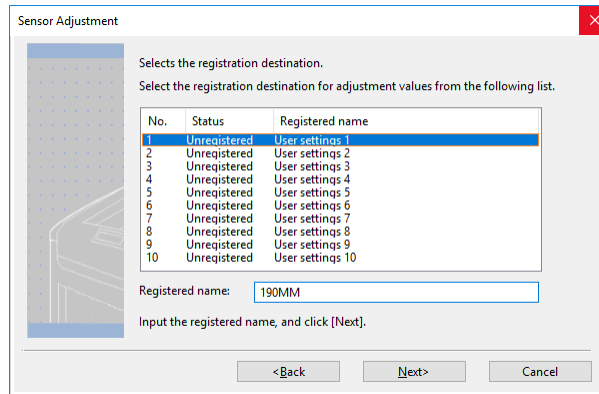 Sensor Adjustment
Selects the registration destination.
Select the registration destination for adjustment values from the following list.
No. Status Registered name
1 Unregistered User settings 1
2 Unregistered User settings 2
3 Unregistered User settings 3
4 Unregistered User settings 4
5 Unregistered User settings 5
6 Unregistered User settings 6
7 Unregistered User settings 7
8 Unregistered User settings 8
9 Unregistered User settings 9
10 Unregistered User settings 10
Registered name: 190MM
Input the registered name, and click [Next].
<Back Next> Cancel